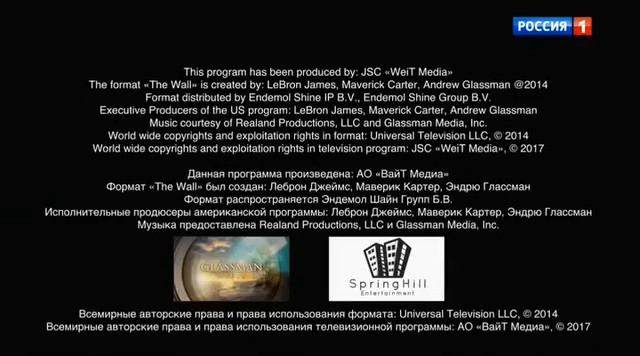 РОССИЯ 1
This program has been produced by: JSC «WeiT Media»
The format «The Wall» is created by: LeBron James, Maverick Carter, Andrew Glassman @2014
Format distributed by Endemol Shine IP B.V., Endemol Shine Group B.V.
Executive Producers of the US program: LeBron James, Maverick Carter, Andrew Glassman
Music courtesy of Realand Productions, LLC and Glassman Media, Inc.
World wide copyrights and exploitation rights in format: Universal Television LLC, © 2014
World wide copyrights and exploitation rights in television program: JSC «WeiT Media», © 2017
Данная программа произведена: АО «ВайТ Медиа»
Формат «The Wall» был создан: Леброн Джеймс, Маверик Картер, Эндрю Глассман
Формат распространяется Эндемол Шайн Групп Б.В.
Исполнительные продюсеры американской программы: Леброн Джеймс, Маверик Картер, Эндрю Глассман
Музыка предоставлена Realand Productions, LLC и Glassman Media, Inc.
GLASSMAN
SpringHill
Entertainment
Всемирные авторские права и права использования формата: Universal Television LLC, © 2014
Всемирные авторские права и права использования телевизионной программы: АО «ВайТ Медиа», © 2017